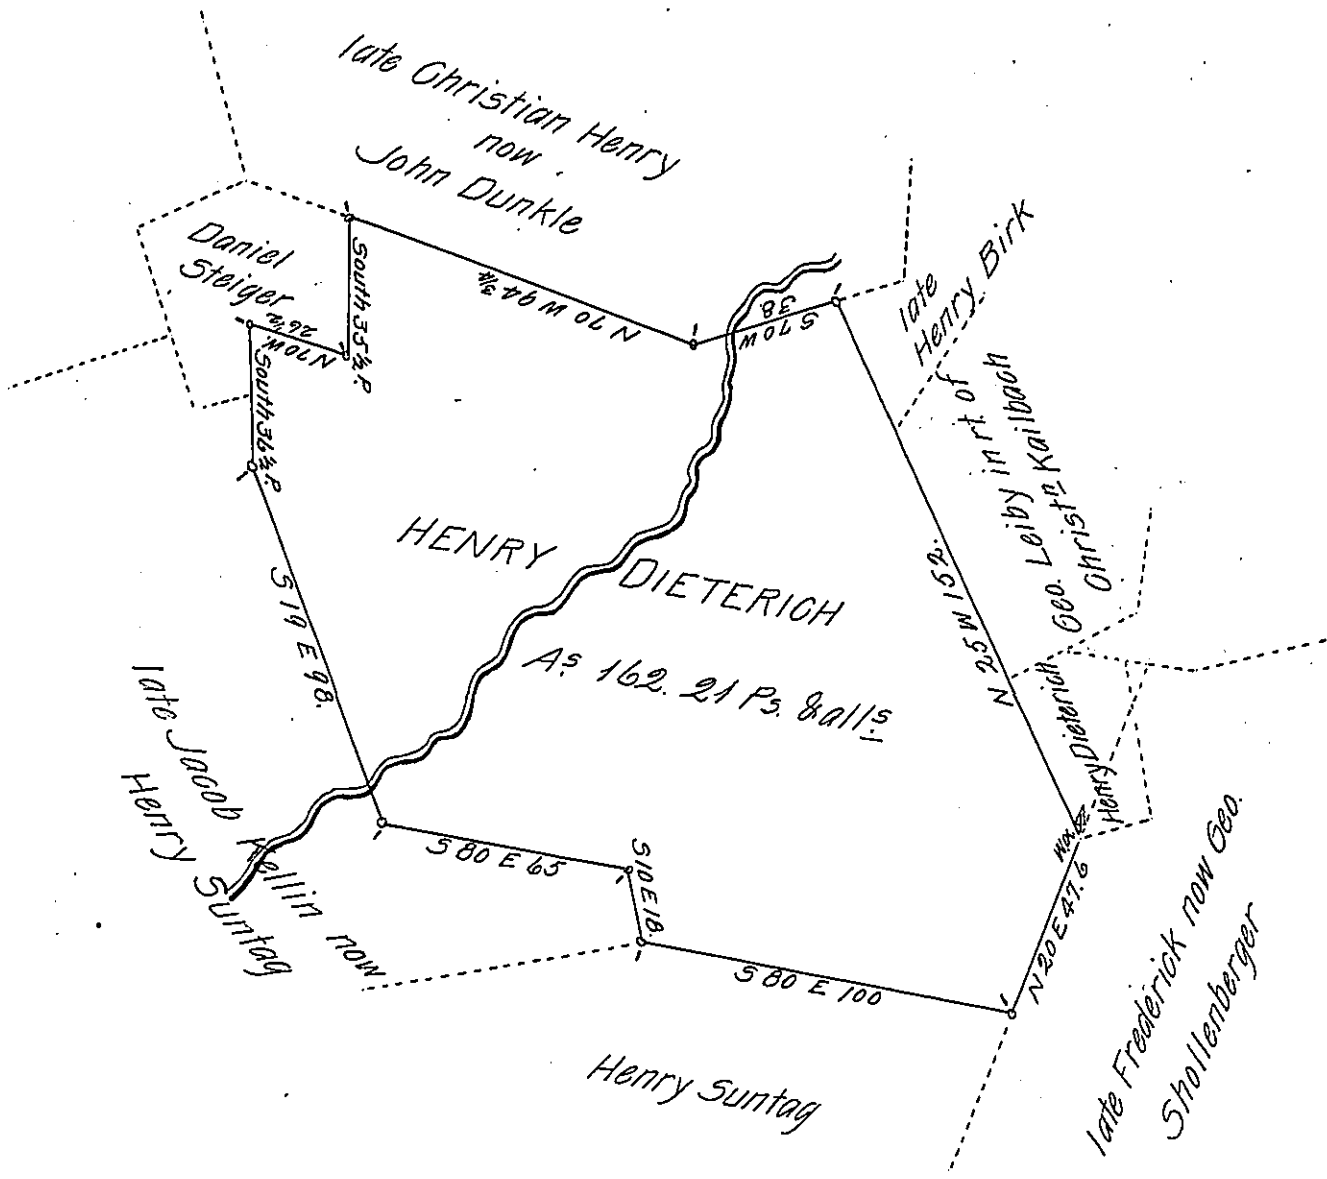 late Christian Henry
now
John Dunkle
Daniel
Steiger
South 35½ P.
N 70 W 94¾
S 70 W
38.
late
Henry Birk
N 70 W.
26½
South 36½ P.
Geo. Leiby in rt. of
Christn Kailbach
N 25 W 152.
HENRY DIETERICH
As. 162. 21 Ps. & alls.
S 19 E 98.
late Jacob Hellin now
Henry Suntag
Henry Dieterich
S 80 E 65
S 10 E 18.
S 80 E 100
N 20 E 47.6
late Frederick now Geo.
Shollenberger
Henry Suntag